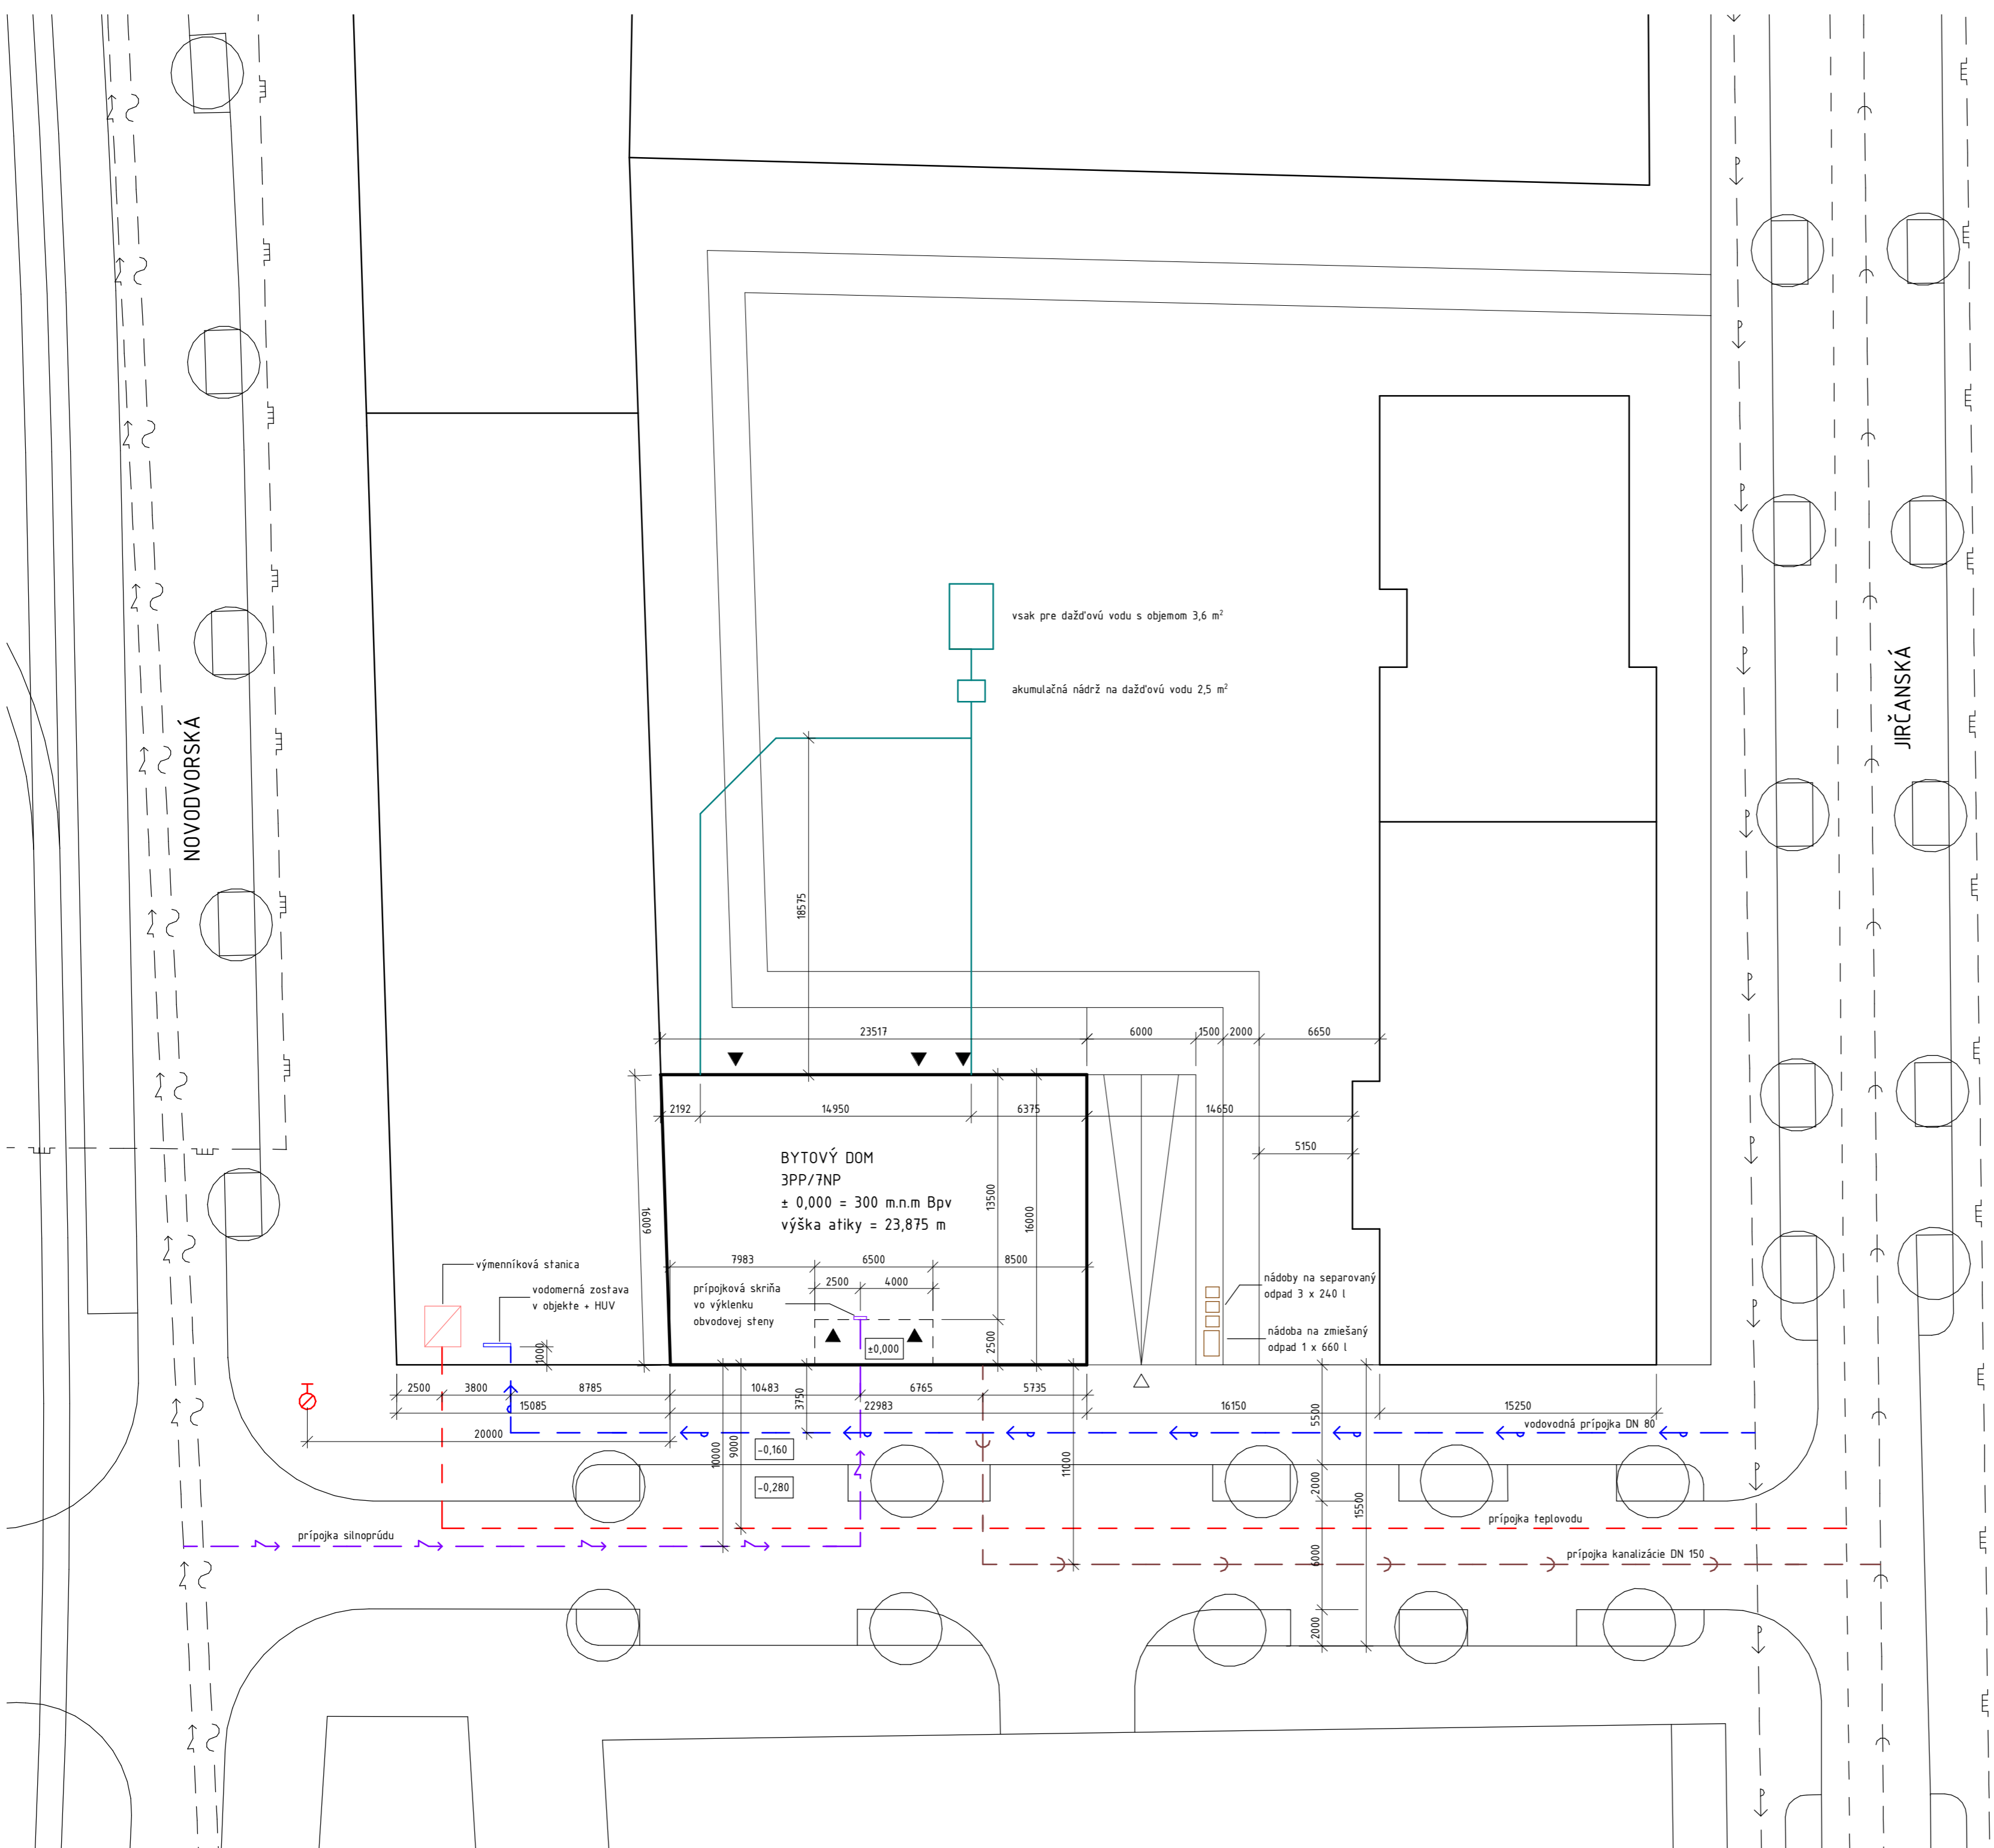 vsak pre dažďovú vodu s objemom 3,6 m²
akumulačná nádrž na dažďovú vodu 2,5 m²
NOVODVORSKÁ
JIRČANSKÁ
18575
23517
6000
1500
2000
6650
2192
14950
6375
14650
5150
BYTOVÝ DOM
3PP/7NP
± 0,000 = 300 m.n.m Bpv
výška atiky = 23,875 m
16009
13500
16000
7983
6500
8500
2500
4000
výmenníková stanica
vodomerná zostava
v objekte + HUV
prípojková skriňa
vo výklenku
obvodovej steny
nádoby na separovaný
odpad 3 x 240 l
nádoba na zmiešaný
odpad 1 x 660 l
±0,000
2500
1000
2500
3800
8785
10483
6765
5735
3750
15085
22983
16150
15250
5500
20000
vodovodná prípojka DN 80
-0,160
10000
9000
11000
-0,280
2000
15500
prípojka teplovodu
prípojka silnoprúdu
prípojka kanalizácie DN 150
6000
2000